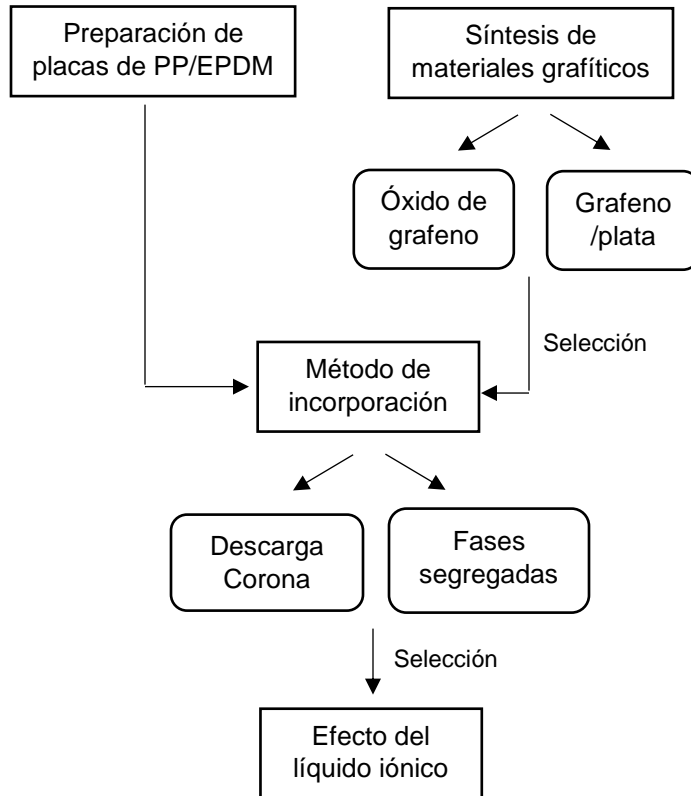 Preparación de
placas de PP/EPDM
Síntesis de
materiales grafíticos
Óxido de
grafeno
Grafeno
/plata
Selección
Método de
incorporación
Descarga
Corona
Fases
segregadas
Selección
Efecto del
líquido iónico